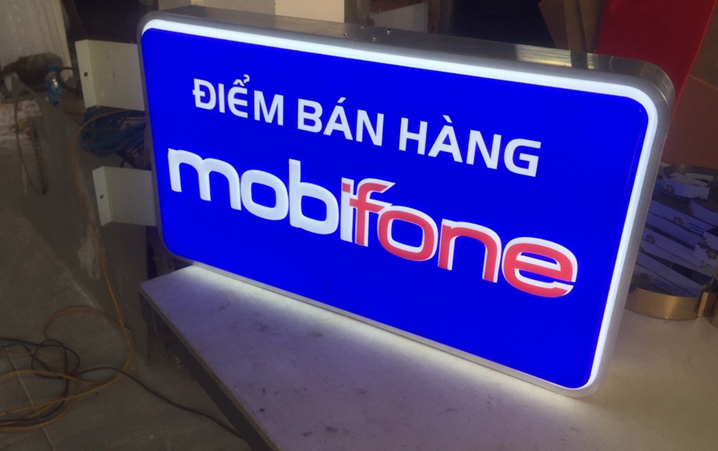 ĐIỂM BÁN HÀNG
mobifone